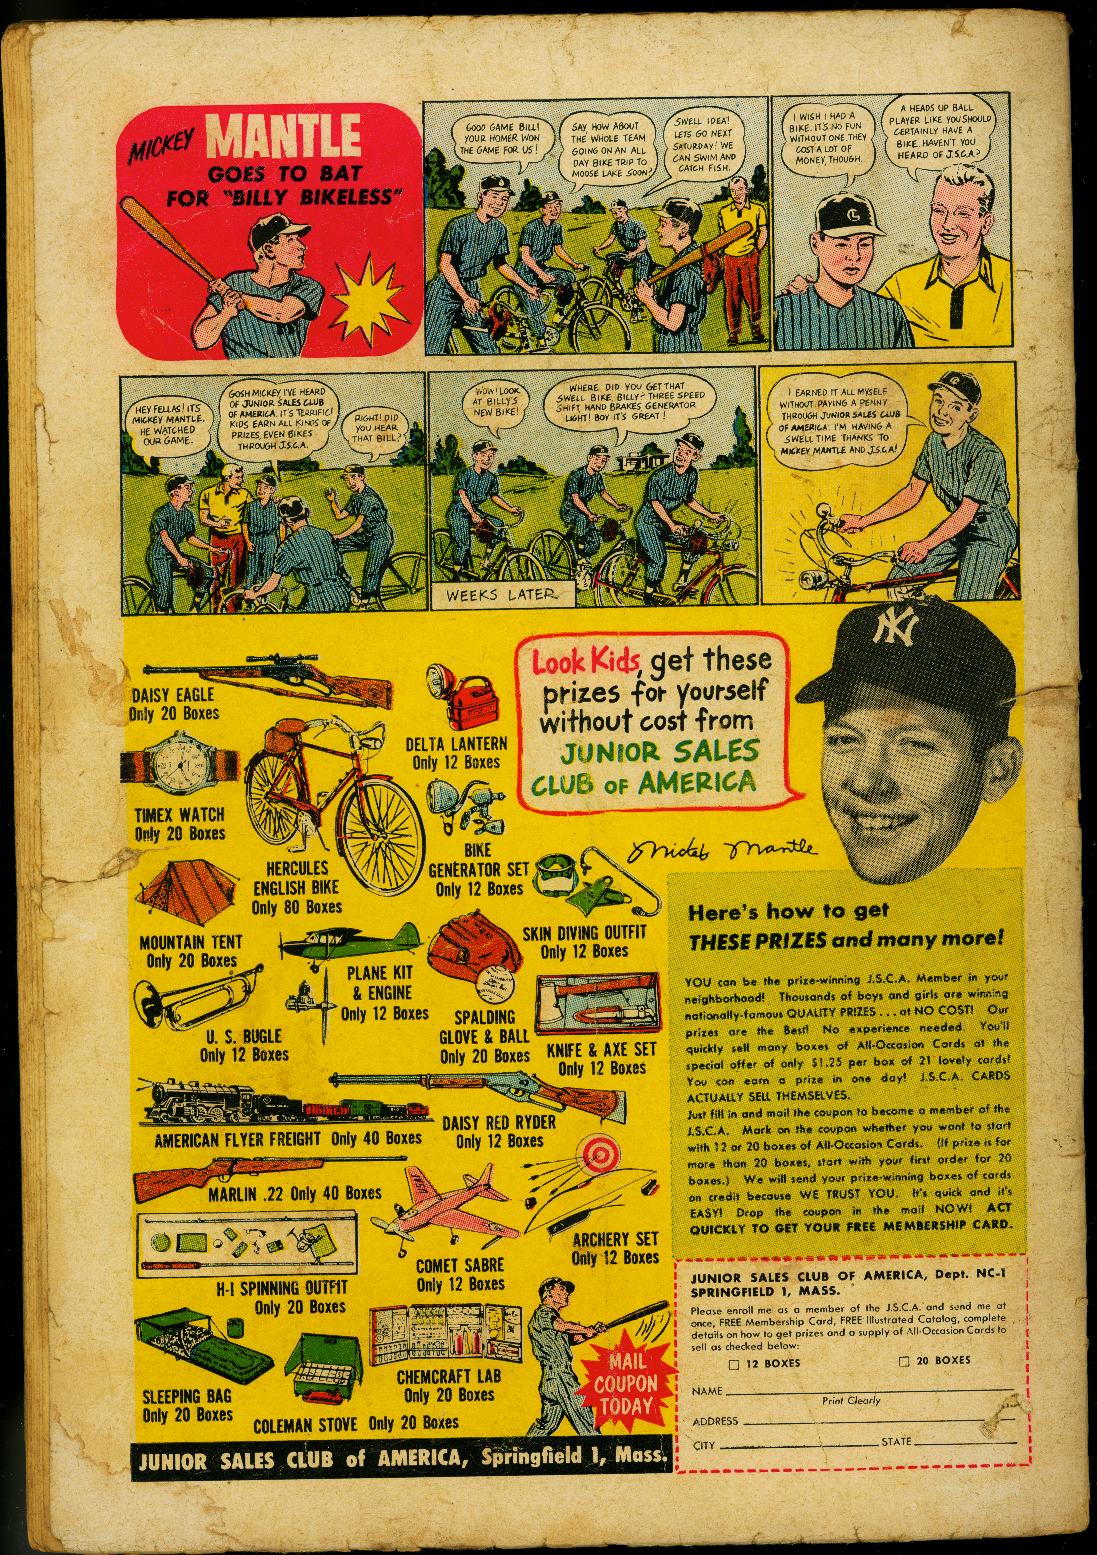 MICKEY MANTLE
GOES TO BAT
FOR "BILLY BIKELESS"
GOOD GAME BILL!
YOUR HOMER WON
THE GAME FOR US!
SAY HOW ABOUT
THE WHOLE TEAM
GOING ON AN ALL
DAY BIKE TRIP TO
MOOSE LAKE SOON?
SWELL IDEA!
LETS GO NEXT
SATURDAY! WE
CAN SWIM AND
CATCH FISH.
I WISH I HAD A
BIKE. IT'S NO FUN
WITHOUT ONE. THEY
COST A LOT OF
MONEY, THOUGH.
A HEADS UP BALL
PLAYER LIKE YOU SHOULD
CERTAINLY HAVE A
BIKE. HAVEN'T YOU
HEARD OF J.S.C.A.?
HEY FELLAS! ITS
MICKEY MANTLE.
HE WATCHED
OUR GAME.
GOSH MICKEY, I'VE HEARD
OF JUNIOR SALES CLUB
OF AMERICA. IT'S TERRIFIC!
KIDS EARN ALL KINDS OF
PRIZES, EVEN BIKES
THROUGH J.S.C.A.
RIGHT! DID
YOU HEAR
THAT BILL?
WOW! LOOK
AT BILLY'S
NEW BIKE!
WHERE DID YOU GET THAT
SWELL BIKE, BILLY? THREE SPEED
SHIFT, HAND BRAKES GENERATOR
LIGHT! BOY IT'S GREAT!
WEEKS LATER
I EARNED IT ALL MYSELF
WITHOUT PAYING A PENNY
THROUGH JUNIOR SALES CLUB
OF AMERICA. I'M HAVING A
SWELL TIME THANKS TO
MICKEY MANTLE AND J.S.C.A!
NY
Look Kids, get these
prizes for yourself
without cost from
JUNIOR SALES
CLUB OF AMERICA
Mickey Mantle
DAISY EAGLE
Only 20 Boxes
DELTA LANTERN
Only 12 Boxes
TIMEX WATCH
Only 20 Boxes
HERCULES
ENGLISH BIKE
Only 80 Boxes
BIKE
GENERATOR SET
Only 12 Boxes
SKIN DIVING OUTFIT
Only 12 Boxes
MOUNTAIN TENT
Only 20 Boxes
PLANE KIT
& ENGINE
Only 12 Boxes
U. S. BUGLE
Only 12 Boxes
SPALDING
GLOVE & BALL
Only 20 Boxes
KNIFE & AXE SET
Only 12 Boxes
AMERICAN FLYER FREIGHT Only 40 Boxes
DAISY RED RYDER
Only 12 Boxes
MARLIN .22 Only 40 Boxes
ARCHERY SET
Only 12 Boxes
COMET SABRE
Only 12 Boxes
H-I SPINNING OUTFIT
Only 20 Boxes
SLEEPING BAG
Only 20 Boxes
CHEMCRAFT LAB
Only 20 Boxes
COLEMAN STOVE Only 20 Boxes
MAIL
COUPON
TODAY
JUNIOR SALES CLUB of AMERICA, Springfield 1, Mass.
Here's how to get
THESE PRIZES and many more!
YOU can be the prize-winning J.S.C.A. Member in your
neighborhood! Thousands of boys and girls are winning
nationally-famous QUALITY PRIZES . . . at NO COST! Our
prizes are the Best! No experience needed. You'll
quickly sell many boxes of All-Occasion Cards at the
special offer of only $1.25 per box of 21 lovely cards!
You can earn a prize in one day! J.S.C.A. CARDS
ACTUALLY SELL THEMSELVES.
Just fill in and mail the coupon to become a member of the
J.S.C.A. Mark on the coupon whether you want to start
with 12 or 20 boxes of All-Occasion Cards. (If prize is for
more than 20 boxes, start with your first order for 20
boxes.) We will send your prize-winning boxes of cards
on credit because WE TRUST YOU. It's quick and it's
EASY! Drop the coupon in the mail NOW! ACT
QUICKLY TO GET YOUR FREE MEMBERSHIP CARD.
JUNIOR SALES CLUB OF AMERICA, Dept. NC-1
SPRINGFIELD 1, MASS.
Please enroll me as a member of the J.S.C.A. and send me at
once, FREE Membership Card, FREE Illustrated Catalog, complete
details on how to get prizes and a supply of All-Occasion Cards to
sell as checked below:
☐ 12 BOXES ☐ 20 BOXES
NAME
Print Clearly
ADDRESS
CITY STATE